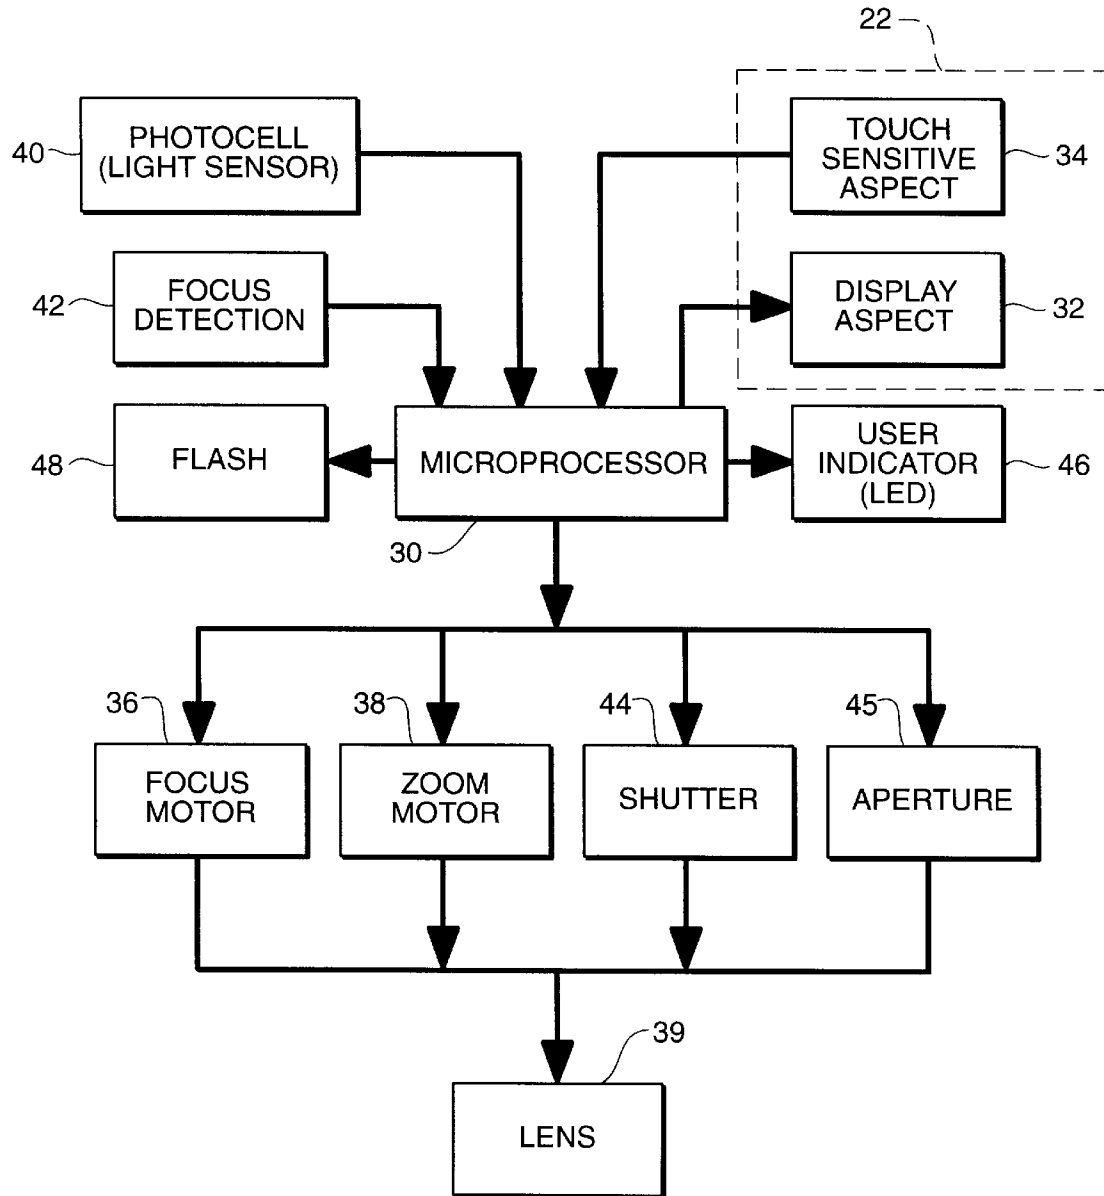 22
PHOTOCELL
(LIGHT SENSOR)
40
TOUCH
SENSITIVE
ASPECT
34
FOCUS
DETECTION
42
DISPLAY
ASPECT
32
FLASH
48
MICROPROCESSOR
30
USER
INDICATOR
(LED)
46
36
FOCUS
MOTOR
38
ZOOM
MOTOR
44
SHUTTER
45
APERTURE
39
LENS